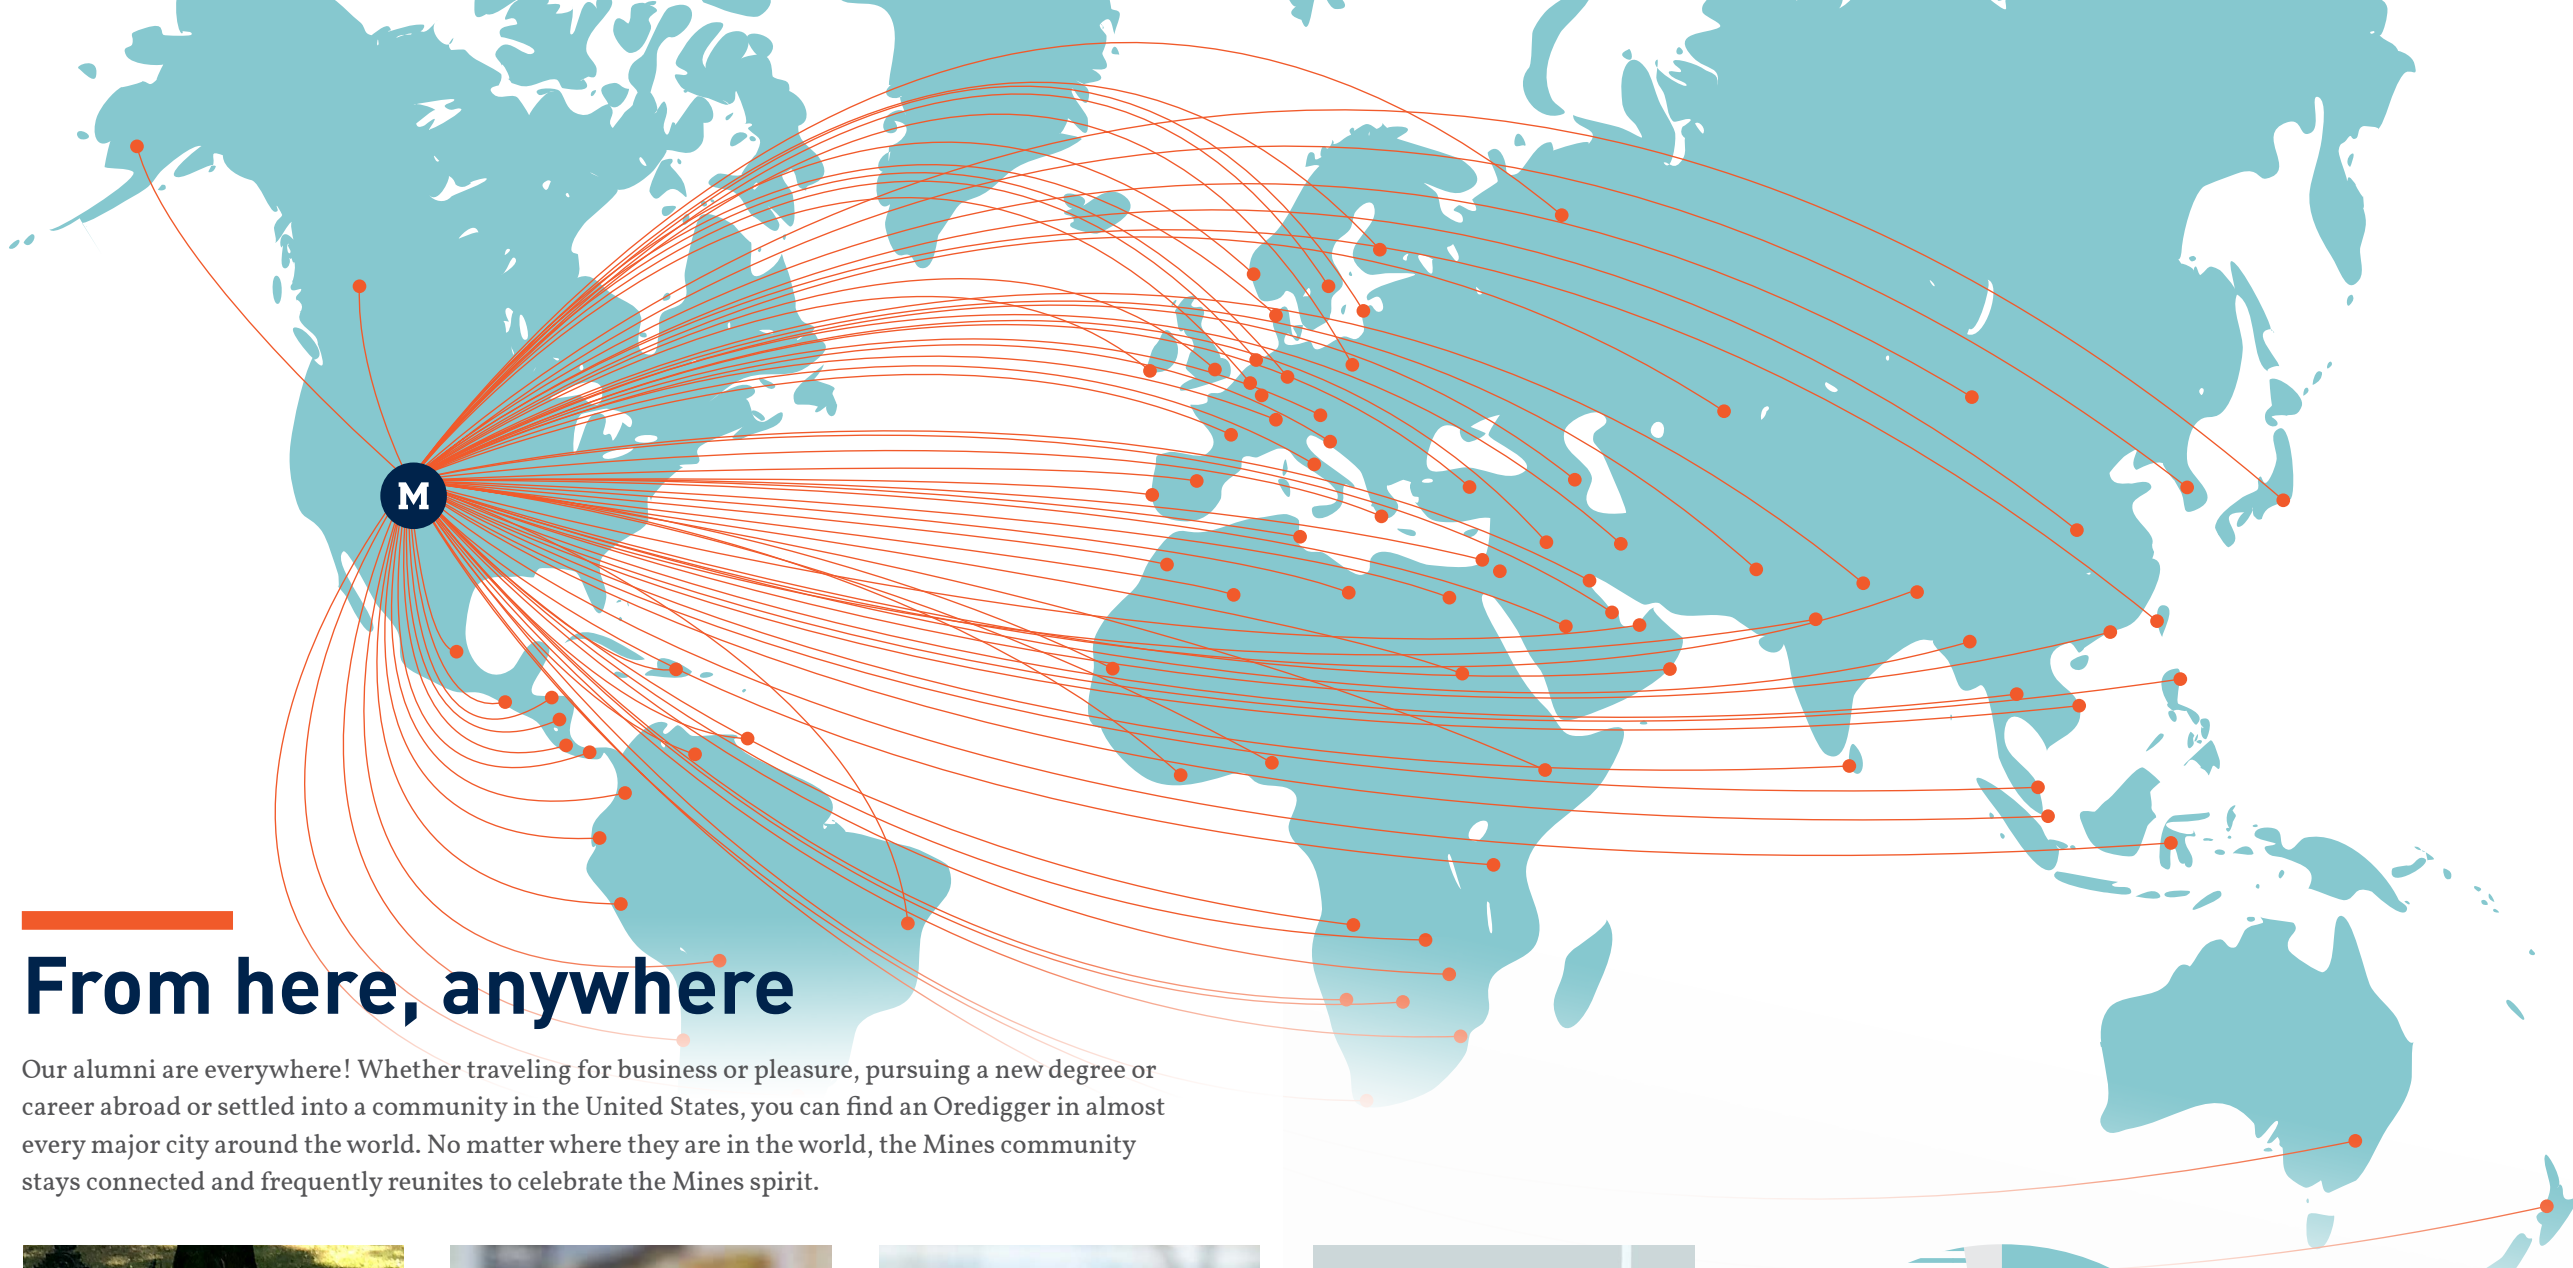 M
From here, anywhere
Our alumni are everywhere! Whether traveling for business or pleasure, pursuing a new degree or
career abroad or settled into a community in the United States, you can find an Oredigger in almost
every major city around the world. No matter where they are in the world, the Mines community
stays connected and frequently reunites to celebrate the Mines spirit.